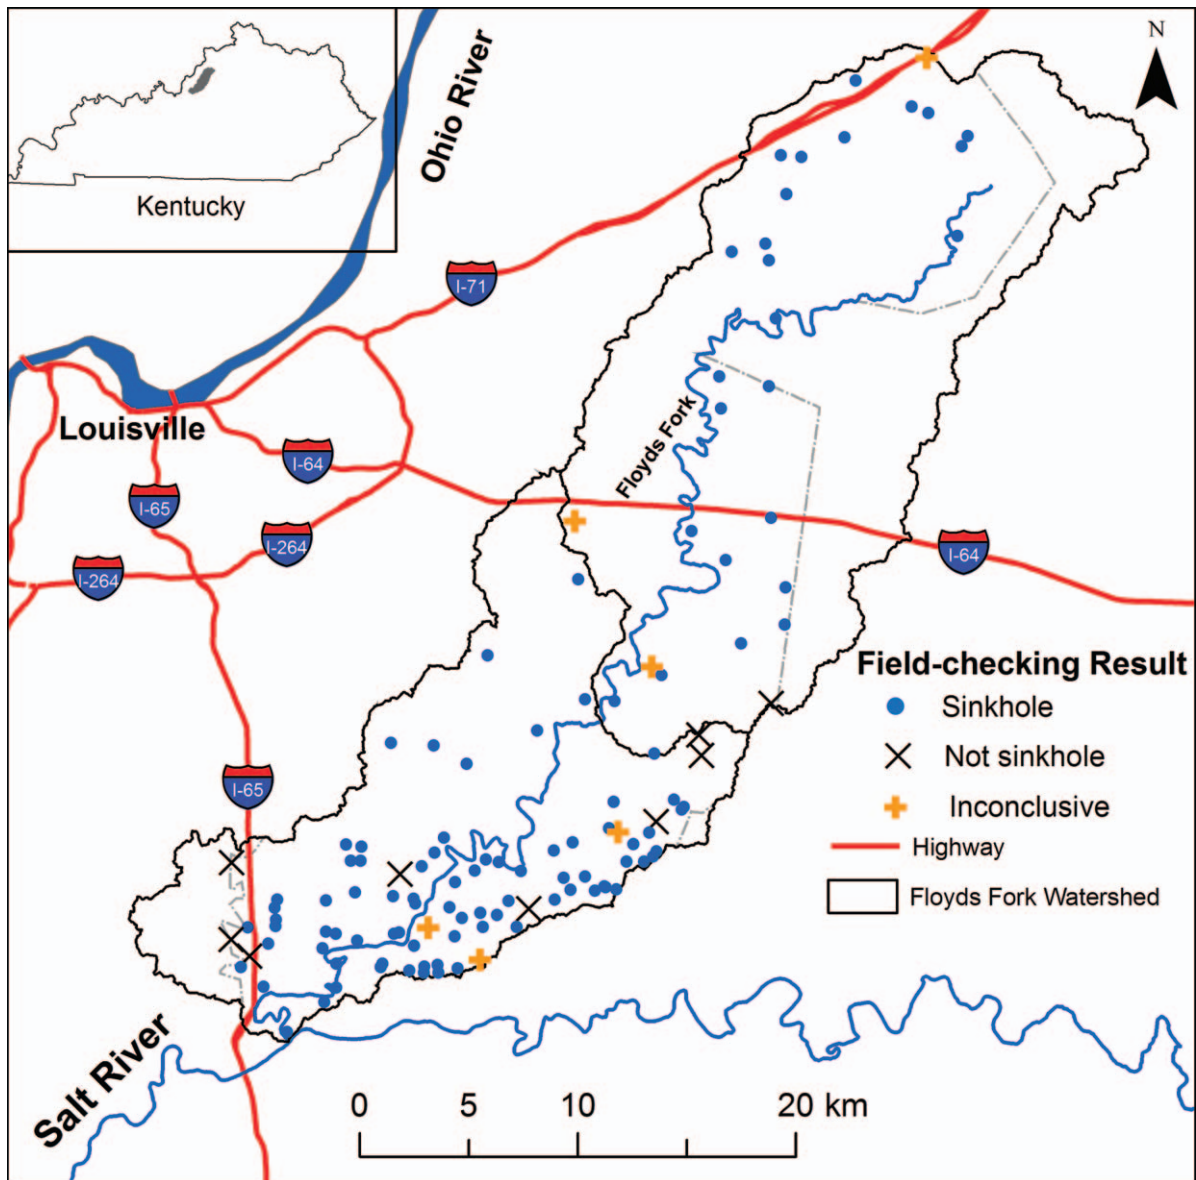 N
Ohio River
Kentucky
I-71
Louisville
Floyds Fork
I-64
I-65
I-264
I-264
I-64
Field-checking Result
Sinkhole
Not sinkhole
Inconclusive
Highway
Floyds Fork Watershed
I-65
Salt River
0 5 10 20 km